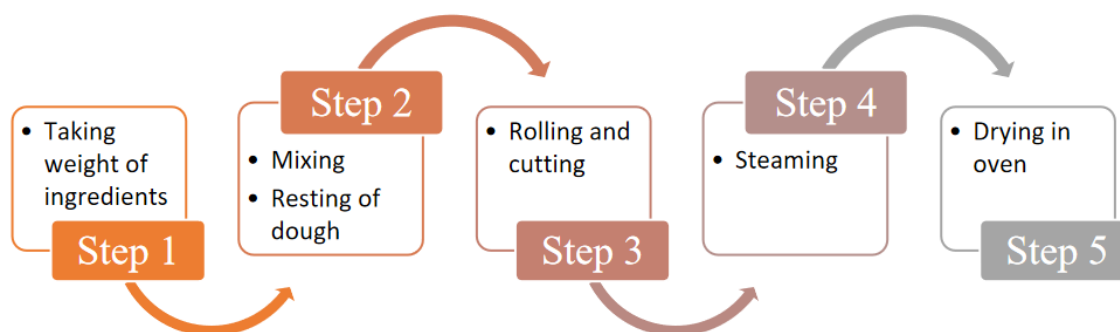 • Taking
weight of
ingredients
Step 1
Step 2
• Mixing
• Resting of
dough
• Rolling and
cutting
Step 3
Step 4
• Steaming
• Drying in
oven
Step 5